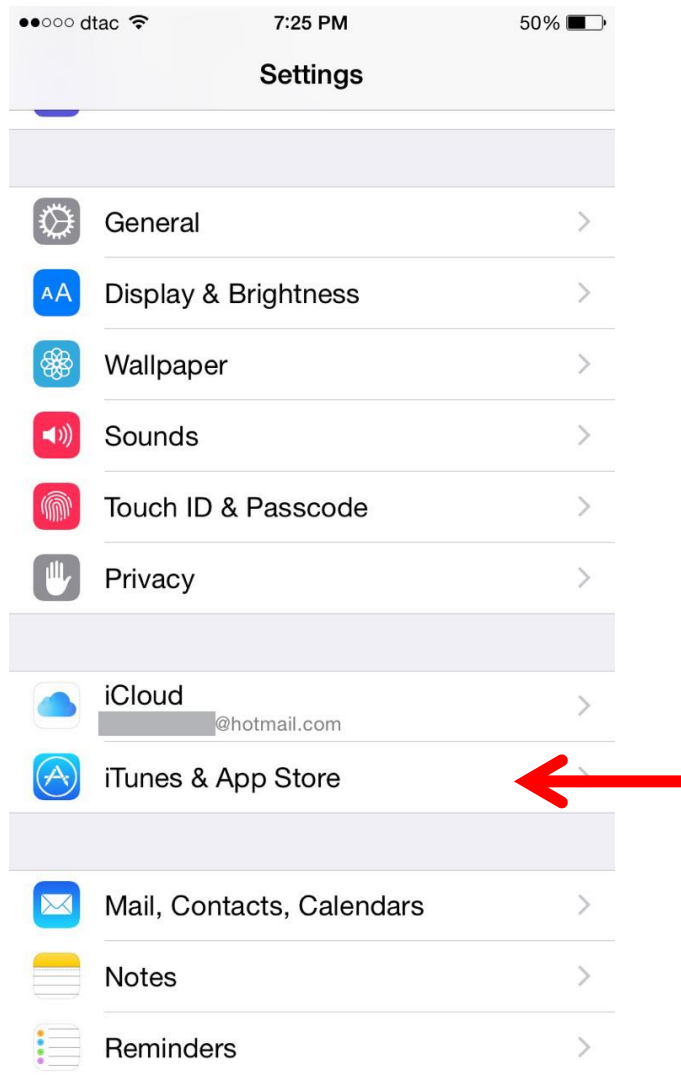 dtac 7:25 PM 50%
Settings
General
AA Display & Brightness
Wallpaper
Sounds
Touch ID & Passcode
Privacy
iCloud
@hotmail.com
iTunes & App Store
Mail, Contacts, Calendars
Notes
Reminders